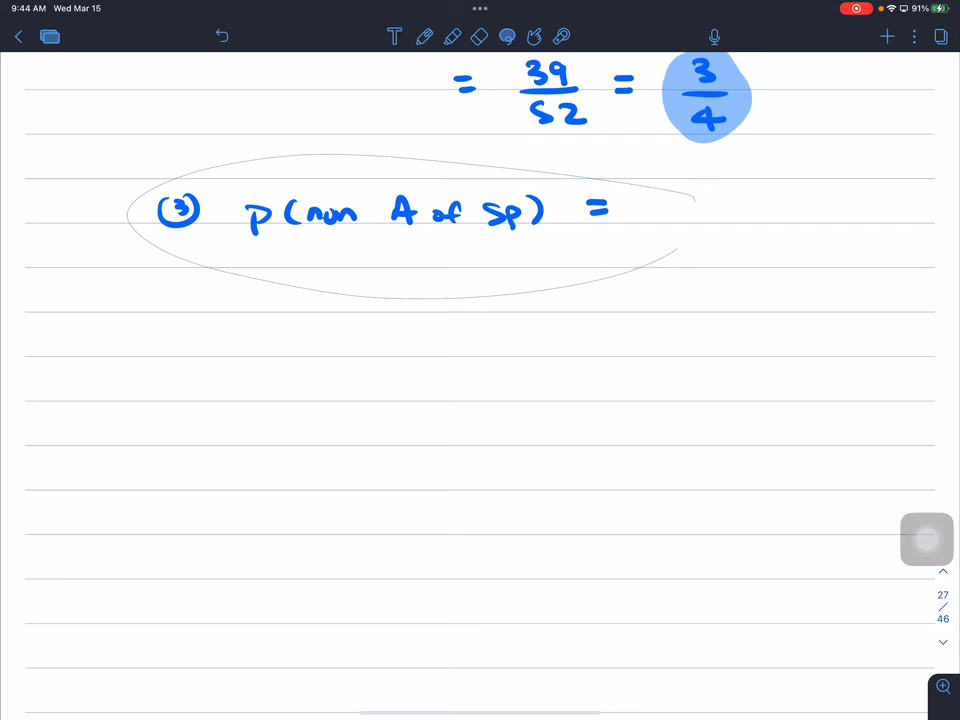 9:44 AM Wed Mar 15
91%
= 39/52 = 3/4
(3) p(non A of sp) =
27
/
46